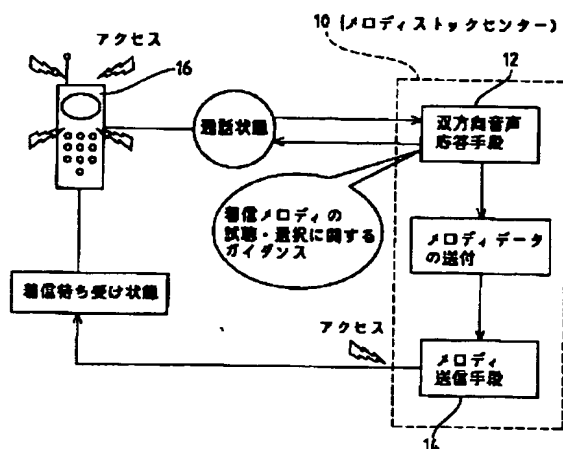 10 (メロディストックセンター)
アクセス
16
12
通話状態
双方向音声
応答手段
着信メロディの
試聴・選択に関する
ガイダンス
メロディデータ
の送付
着信待ち受け状態
アクセス
メロディ
送信手段
14